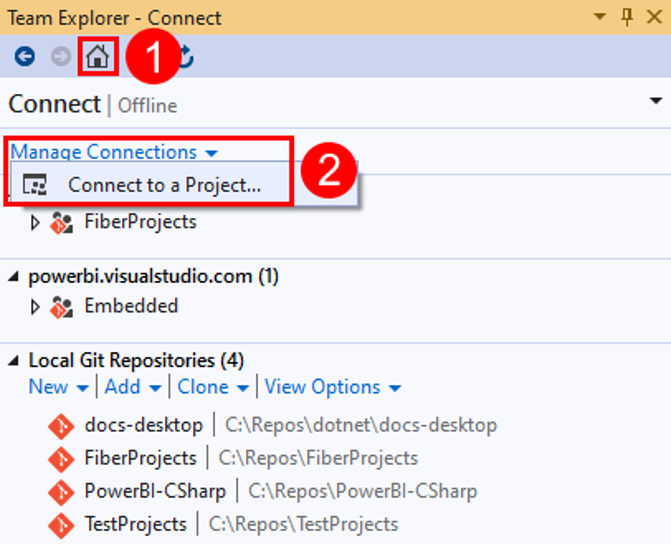 Team Explorer - Connect
1
Connect | Offline
Manage Connections
2
Connect to a Project...
FiberProjects
powerbi.visualstudio.com (1)
Embedded
Local Git Repositories (4)
New | Add | Clone | View Options
docs-desktop | C:\Repos\dotnet\docs-desktop
FiberProjects | C:\Repos\FiberProjects
PowerBI-CSharp | C:\Repos\PowerBI-CSharp
TestProjects | C:\Repos\TestProjects